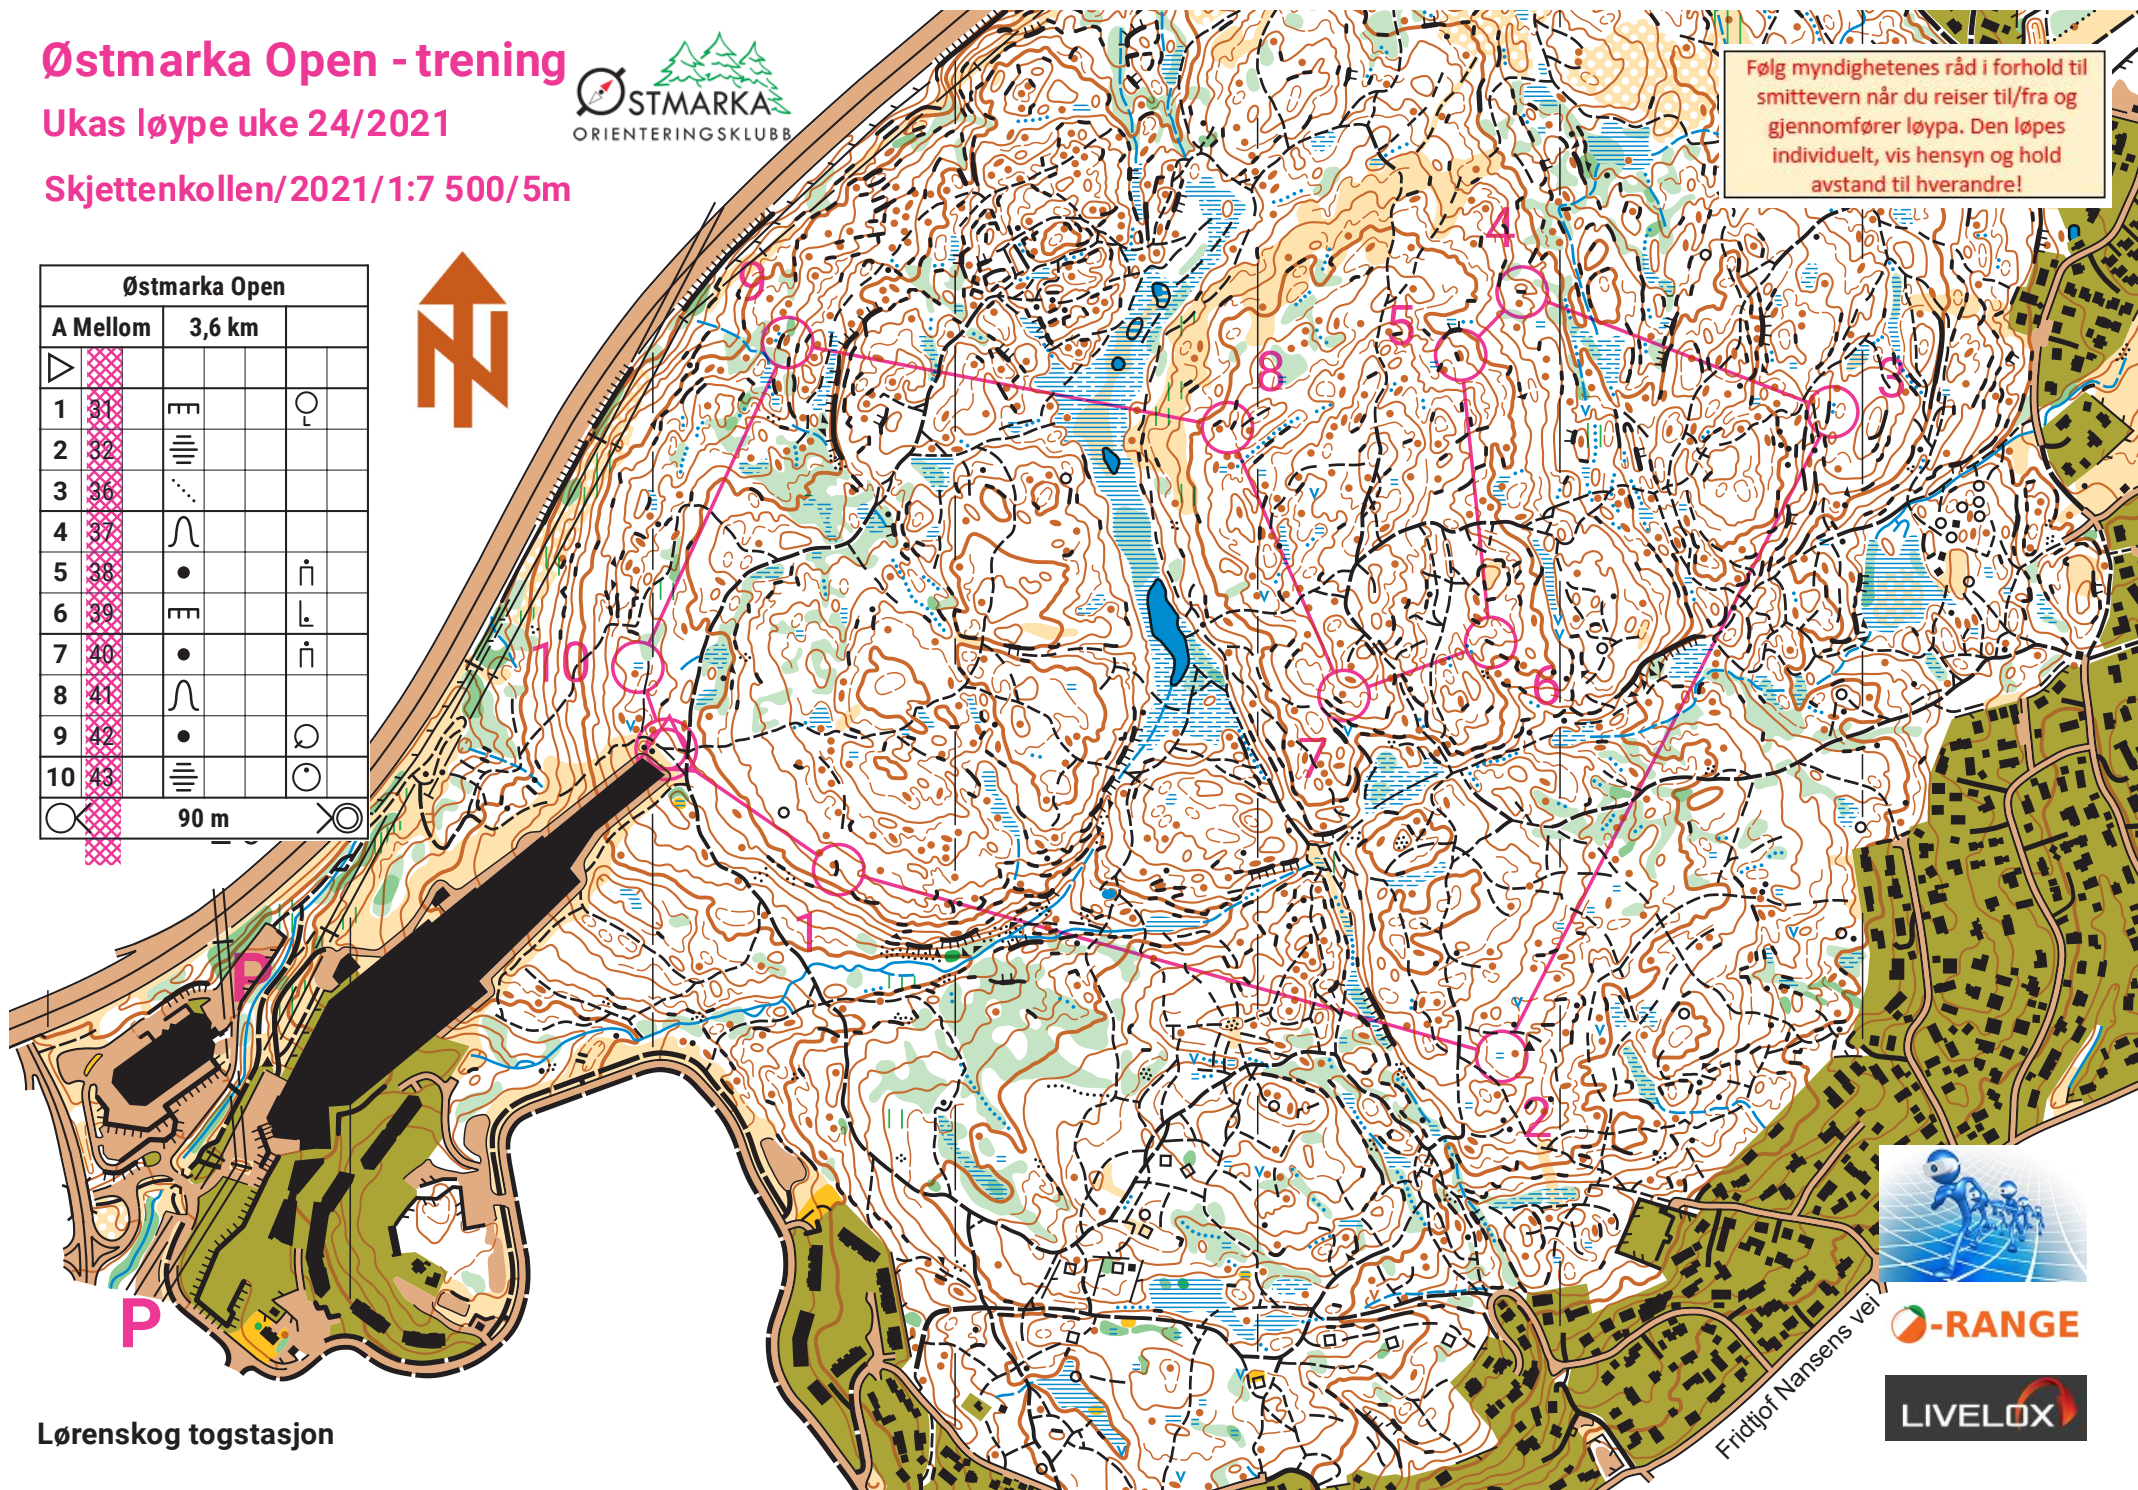 Østmarka Open - trening
Ukas løype uke 24/2021
Skjettenkollen/2021/1:7 500/5m
ØSTMARKA
ORIENTERINGSKLUBB
Følg myndighetenes råd i forhold til
smittevern når du reiser til/fra og
gjennomfører løypa. Den løpes
individuelt, vis hensyn og hold
avstand til hverandre!
Østmarka Open
A Mellom 3,6 km
1 31
2 32
3 36
4 37
5 38
6 39
7 40
8 41
9 42
10 43
90 m
N
4
9
5
8
3
10
6
7
1
2
P
P
Lørenskog togstasjon
Fridtjof Nansens vei
O-RANGE
LIVELOX